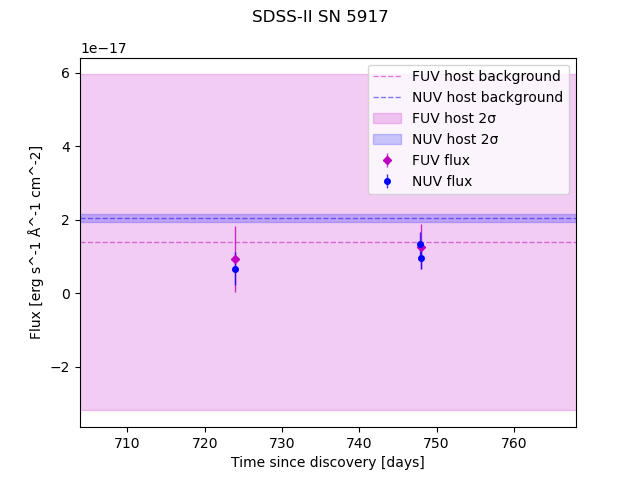 SDSS-II SN 5917
1e−17
FUV host background
NUV host background
FUV host 2σ
NUV host 2σ
FUV flux
NUV flux
6
4
2
0
−2
Flux [erg s^-1 Å^-1 cm^-2]
710
720
730
740
750
760
Time since discovery [days]